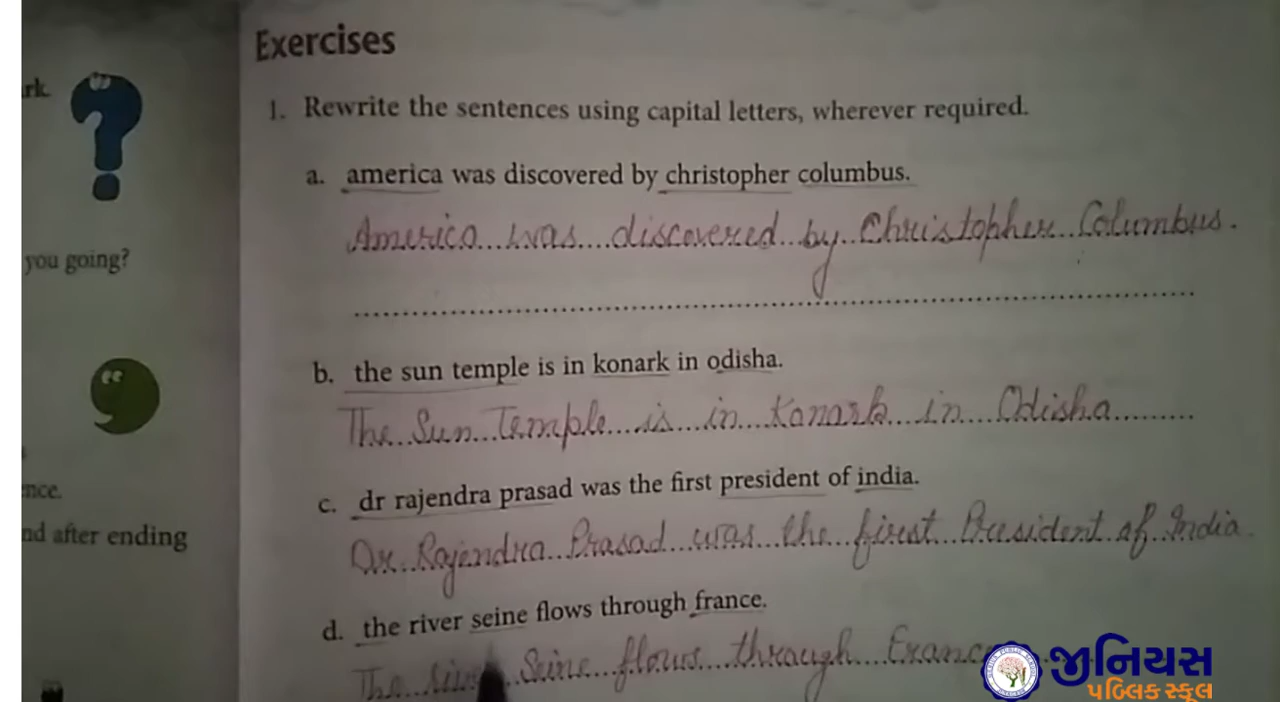 Exercises
rk.
1. Rewrite the sentences using capital letters, wherever required.
a. america was discovered by christopher columbus.
America was discovered by Christopher Columbus.
you going?
b. the sun temple is in konark in odisha.
The Sun Temple is in Konark in Odisha
nce.
c. dr rajendra prasad was the first president of india.
nd after ending
Dr. Rajendra Prasad was the first President of India.
d. the river seine flows through france.
The Seine flows through Franc
જીનિયસ
પબ્લિક સ્કૂલ